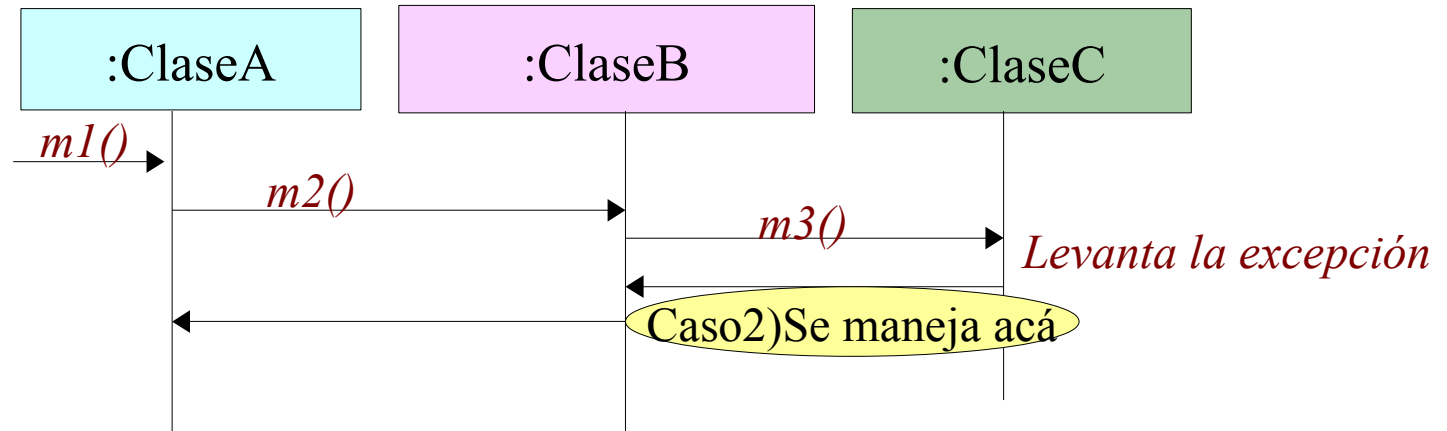 :ClaseA
:ClaseB
:ClaseC
m1()
m2()
m3()
Levanta la excepción
Caso2)Se maneja acá